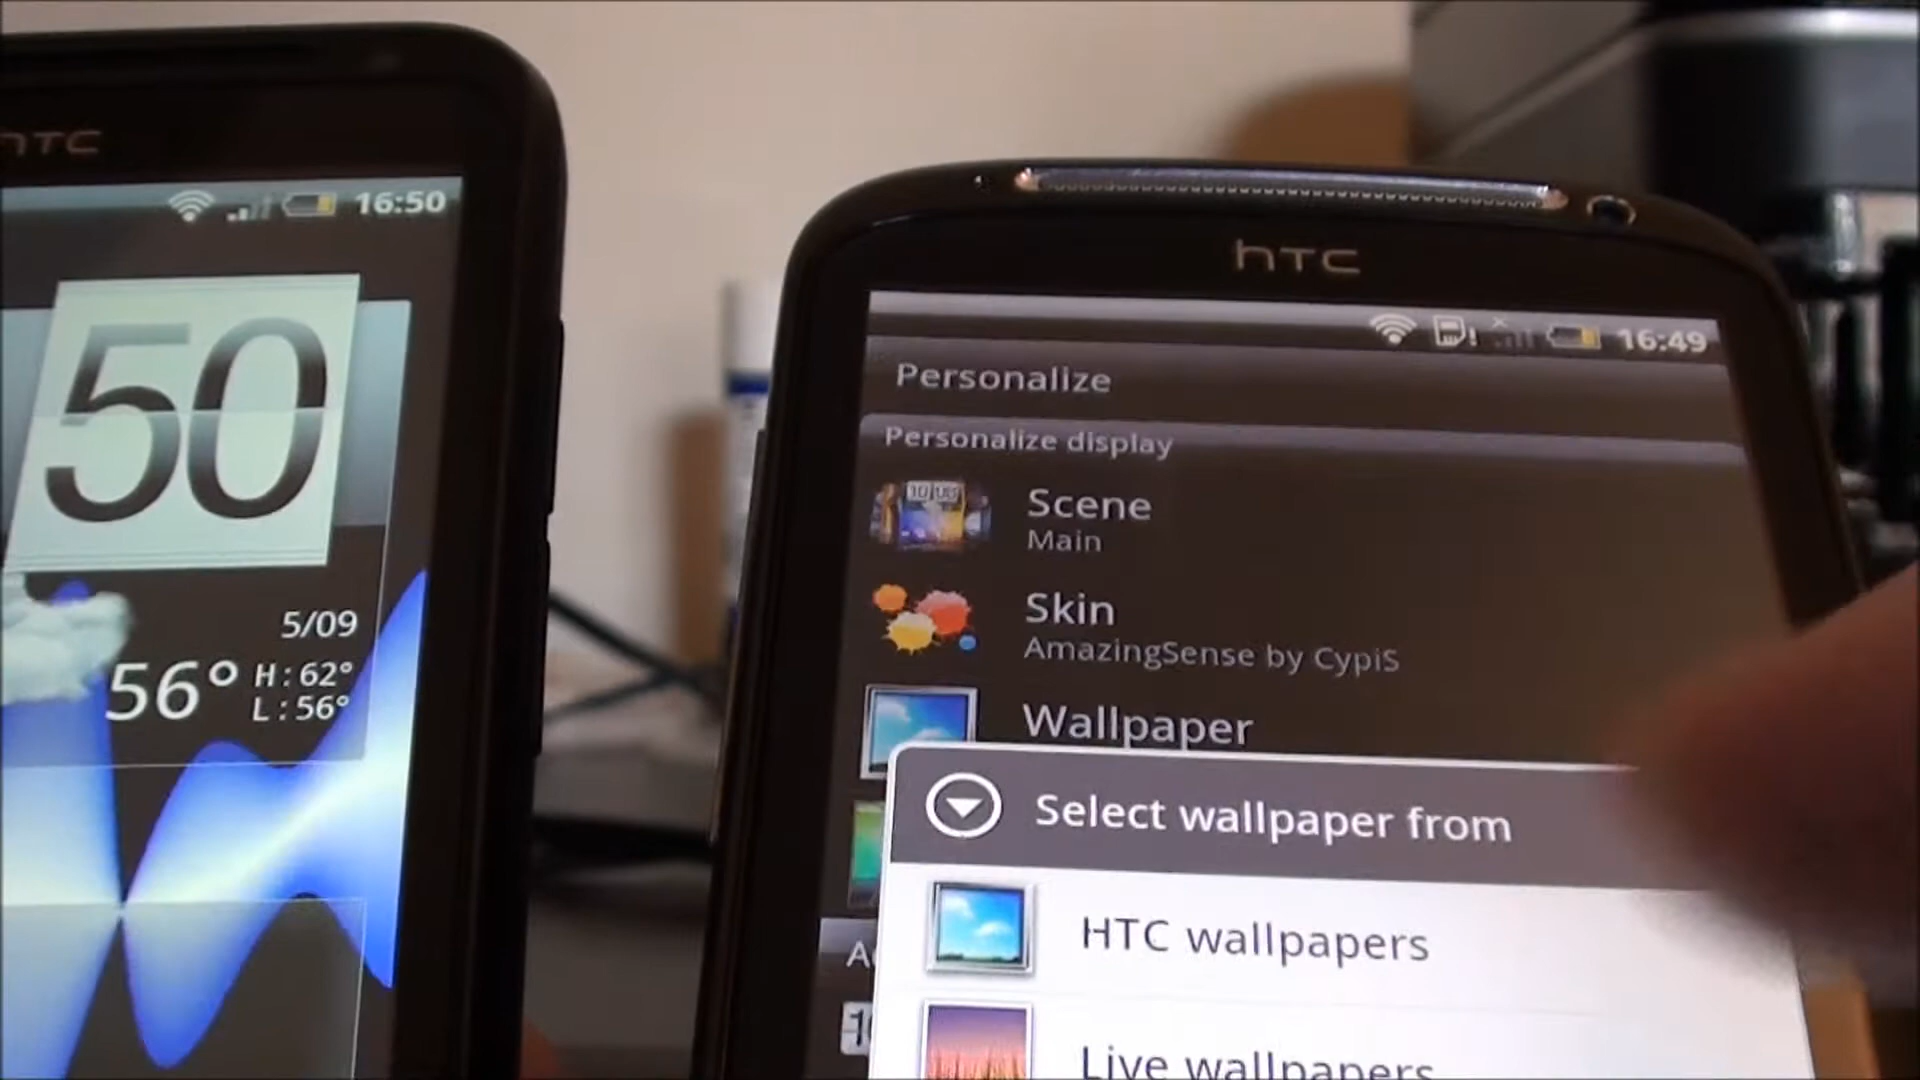 hTC
16:50
50
5/09
56°
H: 62°
L: 56°
hTC
16:49
Personalize
Personalize display
Scene
Main
Skin
AmazingSense by CypiS
Wallpaper
Select wallpaper from
HTC wallpapers
Live wallpapers